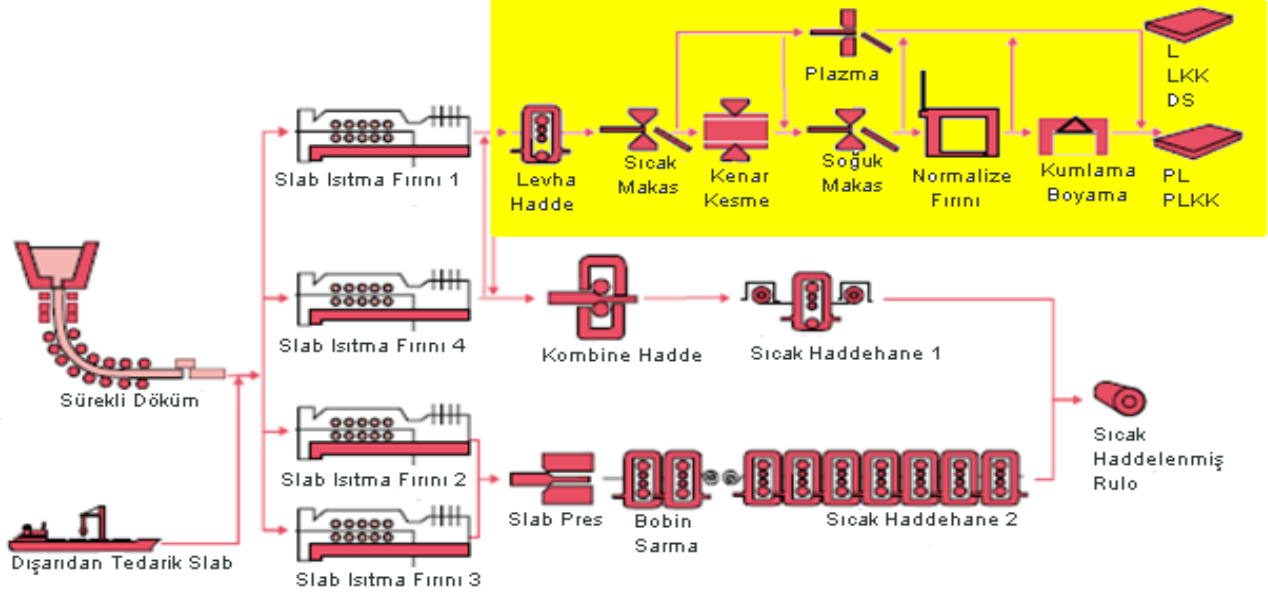 Plazma
L
LKK
DS
Slab Isıtma Fırını 1
Levha
Hadde
Sıcak
Makas
Kenar
Kesme
Soğuk
Makas
Normalize
Fırını
Kumlama
Boyama
PL
PLKK
Sürekli Döküm
Slab Isıtma Fırını 4
Kombine Hadde
Sıcak Haddehane 1
Sıcak
Haddelenmiş
Rulo
Slab Isıtma Fırını 2
Slab Pres
Bobin
Sarma
Sıcak Haddehane 2
Dışarıdan Tedarik Slab
Slab Isıtma Fırını 3